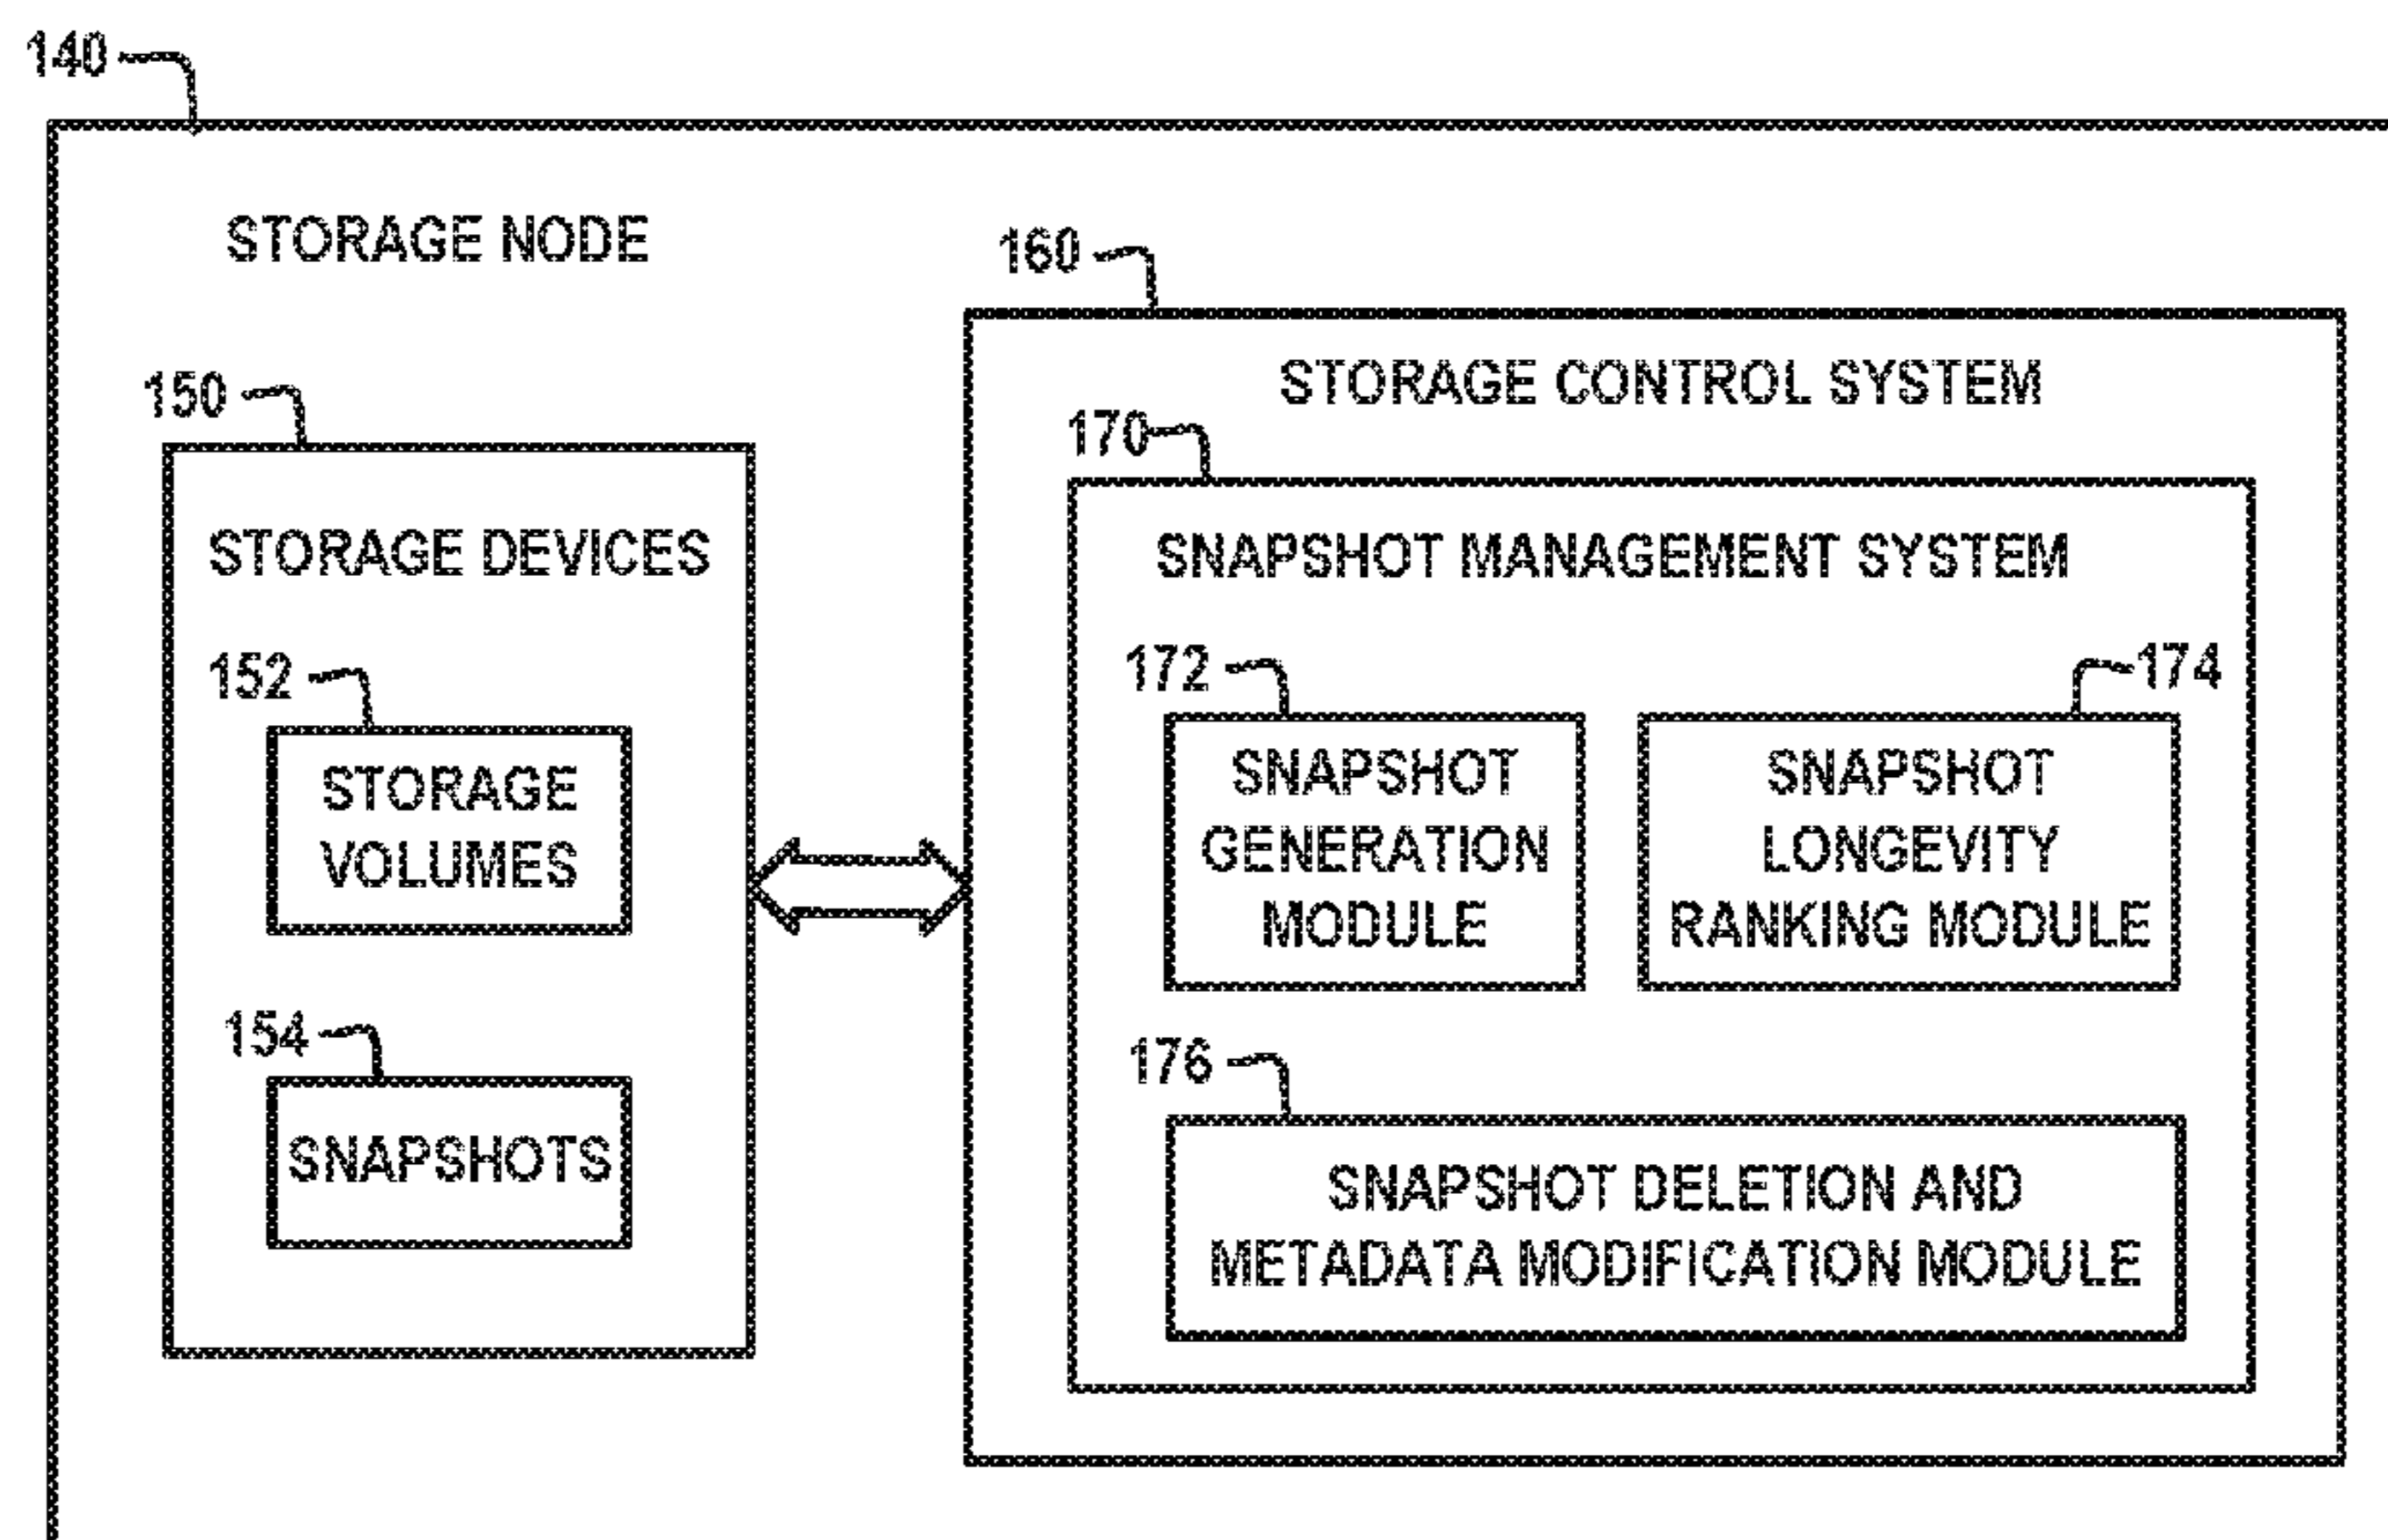 140
STORAGE NODE
160
STORAGE CONTROL SYSTEM
150
STORAGE DEVICES
152
STORAGE
VOLUMES
154
SNAPSHOTS
170
SNAPSHOT MANAGEMENT SYSTEM
172
SNAPSHOT
GENERATION
MODULE
174
SNAPSHOT
LONGEVITY
RANKING MODULE
176
SNAPSHOT DELETION AND
METADATA MODIFICATION MODULE